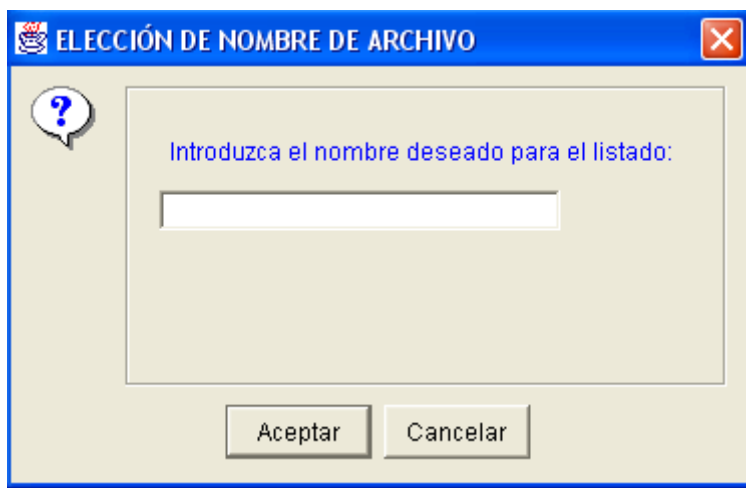 ELECCIÓN DE NOMBRE DE ARCHIVO
Introduzca el nombre deseado para el listado:
Aceptar
Cancelar